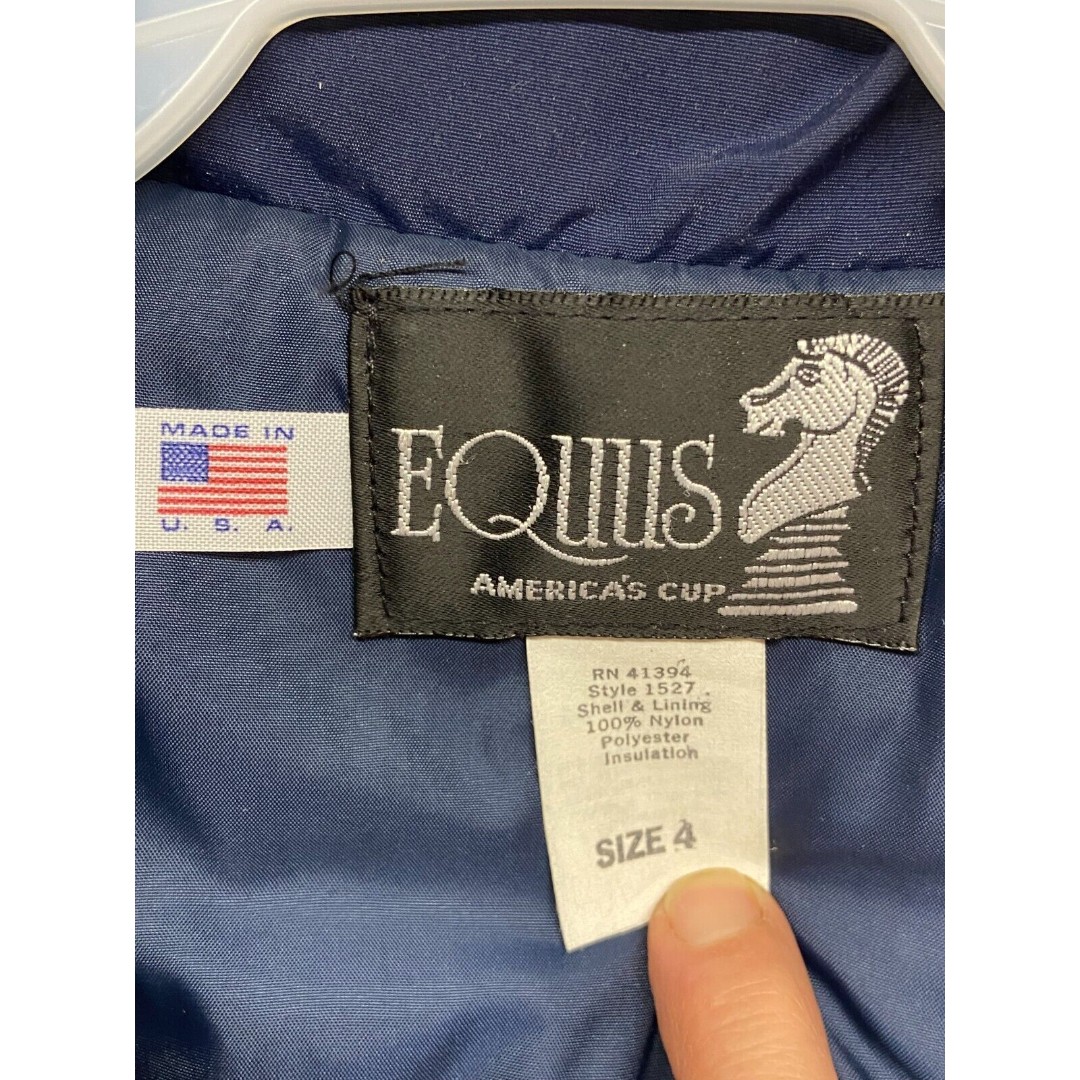 MADE IN
U. S. A.
EQUUS
AMERICA'S CUP
RN 41394
Style 1527
Shell & Lining
100% Nylon
Polyester
Insulation
SIZE 4